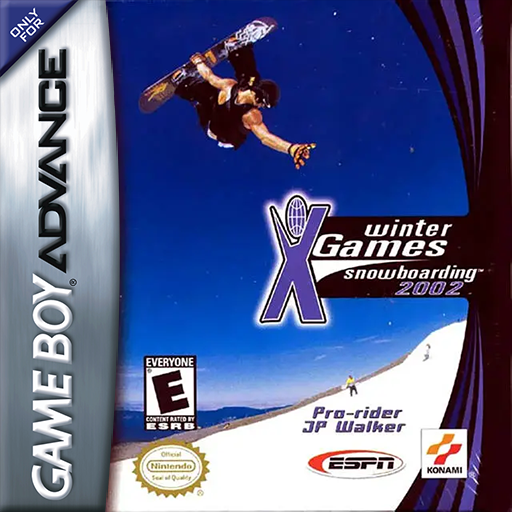 ONLY
FOR
GAME BOY ADVANCE
winter
X Games
snowboarding™
2002
EVERYONE
E
CONTENT RATED BY
ESRB
Pro-rider
JP Walker
Official
Nintendo
Seal of Quality
ESPN
KONAMI